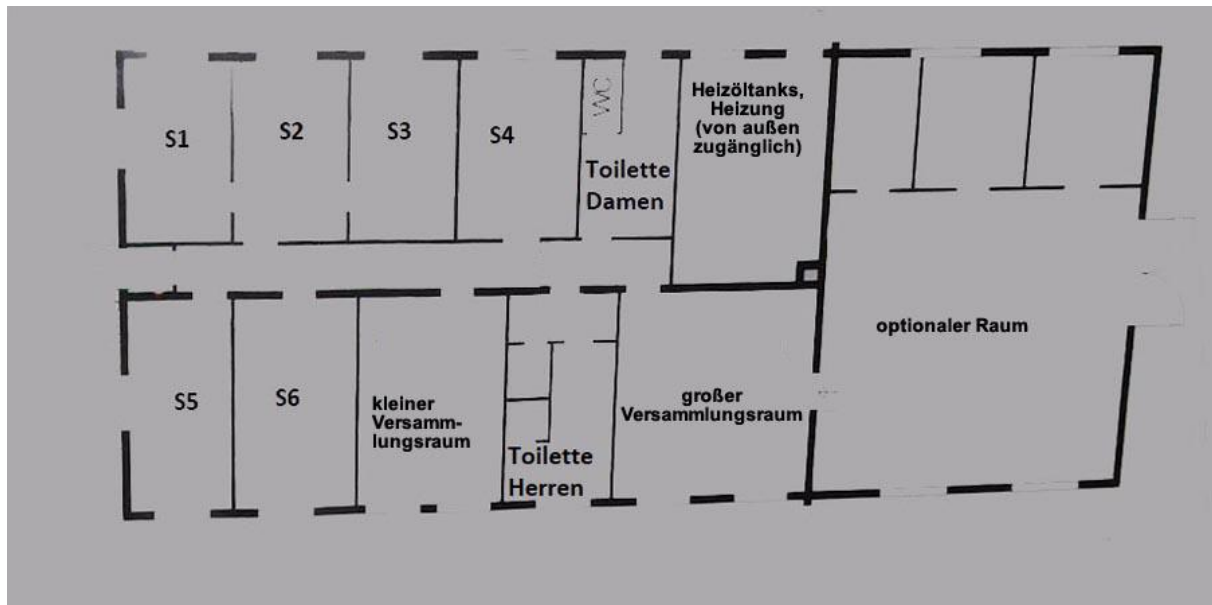 S1
S2
S3
S4
WC
Toilette
Damen
Heizöltanks,
Heizung
(von außen
zugänglich)
optionaler Raum
S5
S6
kleiner
Versamm-
lungsraum
Toilette
Herren
großer
Versammlungsraum